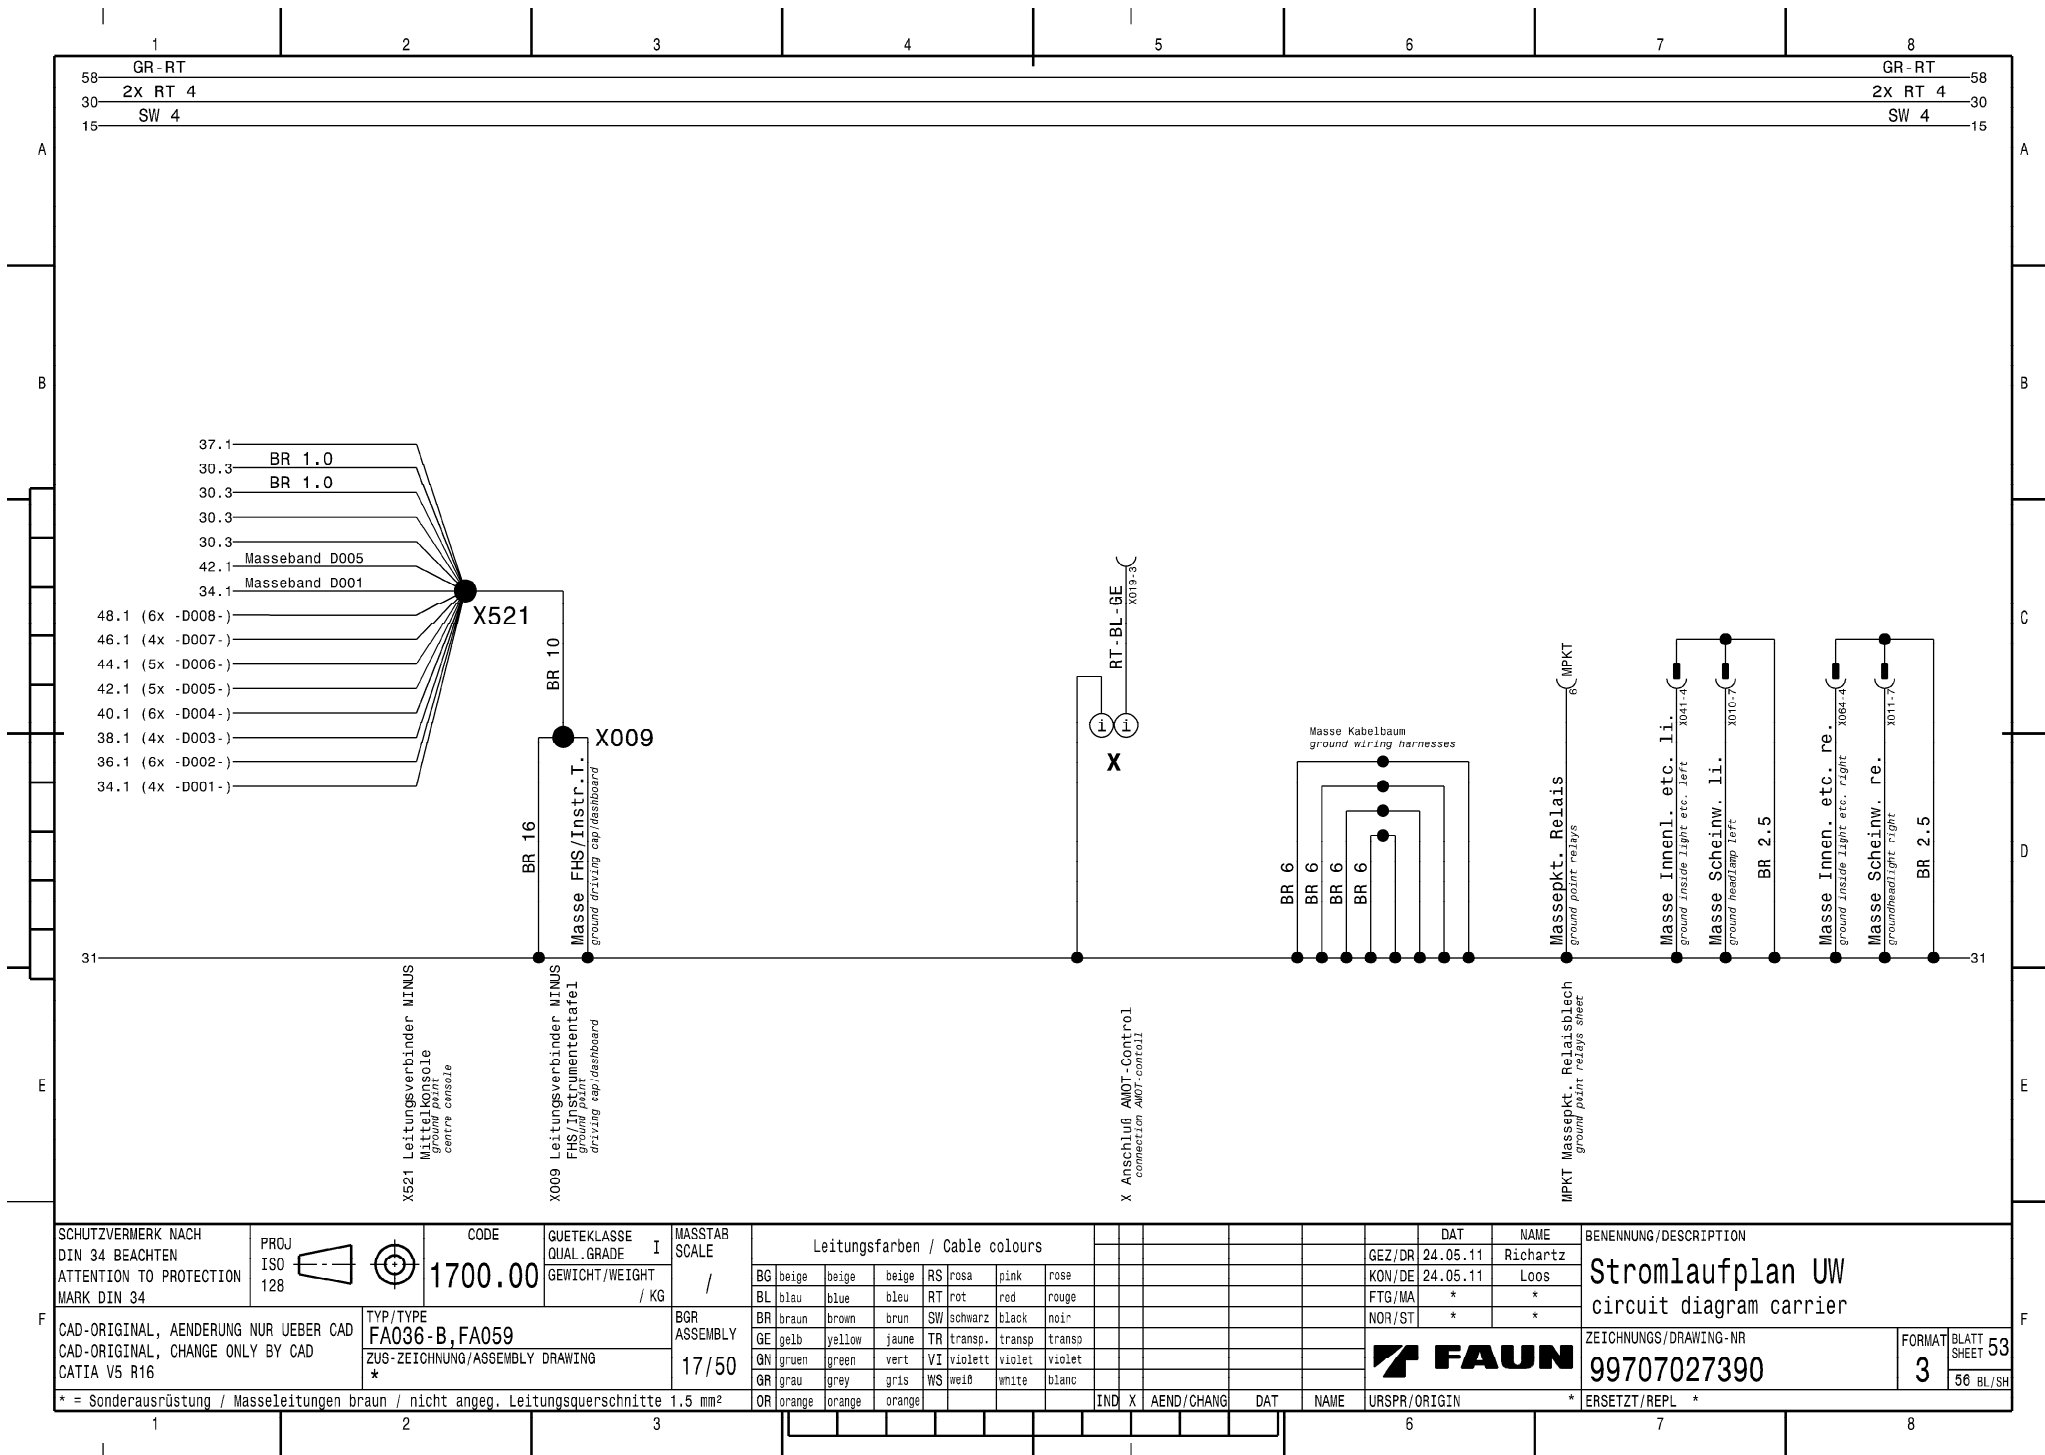 1 2 3 4 5 6 7 8
GR-RT GR-RT
58 58
2x RT 4 2x RT 4
30 30
SW 4 SW 4
15 15
A A
B B
C C
D D
E E
F F
37.1
BR 1.0
30.3
BR 1.0
30.3
30.3
30.3
Masseband D005
42.1
Masseband D001
34.1
48.1 (6x -D008-)
46.1 (4x -D007-)
44.1 (5x -D006-)
42.1 (5x -D005-)
40.1 (6x -D004-)
38.1 (4x -D003-)
36.1 (6x -D002-)
34.1 (4x -D001-)
X521
BR 10
X009
BR 16
Masse FHS/Instr.T.
ground driving cap/dashboard
RT-BL-GE
X019-3
i i
X
Masse Kabelbaum
ground wiring harnesses
BR 6
BR 6
BR 6
BR 6
MPKT
6
Massepkt. Relais
ground point relays
X041-4
Masse Innenl. etc. li.
ground inside light etc. left
X010-7
Masse Scheinw. li.
ground headlamp left
BR 2.5
X064-4
Masse Innen. etc. re.
ground inside light etc. right
X011-7
Masse Scheinw. re.
groundheadlight right
BR 2.5
31 31
X521 Leitungsverbinder MINUS
Mittelkonsole
ground point
centre console
X009 Leitungsverbinder MINUS
FHS/Instrumententafel
ground point
driving cap/dashboard
X Anschluß AMOT-Control
connection AMOT-contoll
MPKT Massepkt. Relaisblech
ground point relays sheet
SCHUTZVERMERK NACH
DIN 34 BEACHTEN
ATTENTION TO PROTECTION
MARK DIN 34
PROJ
ISO
128
CODE
1700.00
GUETEKLASSE
QUAL.GRADE I
GEWICHT/WEIGHT
/ KG
MASSTAB
SCALE
/
CAD-ORIGINAL, AENDERUNG NUR UEBER CAD
CAD-ORIGINAL, CHANGE ONLY BY CAD
CATIA V5 R16
TYP/TYPE
FA036-B,FA059
ZUS-ZEICHNUNG/ASSEMBLY DRAWING
*
BGR
ASSEMBLY
17/50
* = Sonderausrüstung / Masseleitungen braun / nicht angeg. Leitungsquerschnitte 1.5 mm²
Leitungsfarben / Cable colours
BG beige beige beige RS rosa pink rose
BL blau blue bleu RT rot red rouge
BR braun brown brun SW schwarz black noir
GE gelb yellow jaune TR transp. transp transp
GN gruen green vert VI violett violet violet
GR grau grey gris WS weiß white blanc
OR orange orange orange
IND X AEND/CHANG DAT NAME
DAT NAME
GEZ/DR 24.05.11 Richartz
KON/DE 24.05.11 Loos
FTG/MA * *
NOR/ST * *
FAUN
URSPR/ORIGIN *
BENENNUNG/DESCRIPTION
Stromlaufplan UW
circuit diagram carrier
ZEICHNUNGS/DRAWING-NR
99707027390
FORMAT
3
BLATT
SHEET 53
56 BL/SH
ERSETZT/REPL *
1 2 3 6 7 8